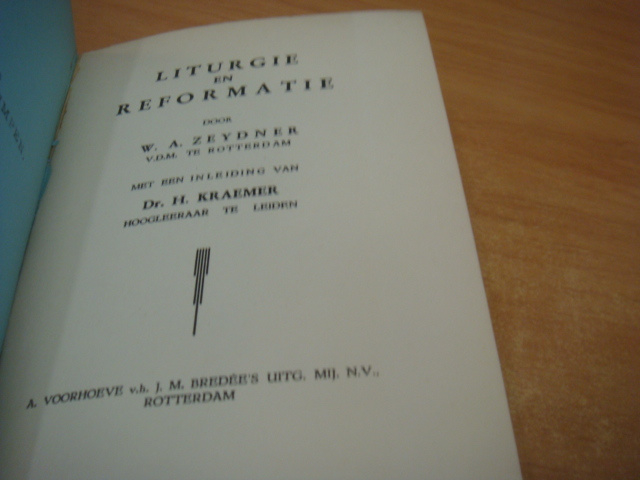 LITURGIE
EN
REFORMATIE
DOOR
W. A. ZEYDNER
V.D.M. TE ROTTERDAM
MET EEN INLEIDING VAN
Dr. H. KRAEMER
HOOGLEERAAR TE LEIDEN
A. VOORHOEVE v.h. J. M. BREDÉE'S UITG. MIJ. N.V.,
ROTTERDAM